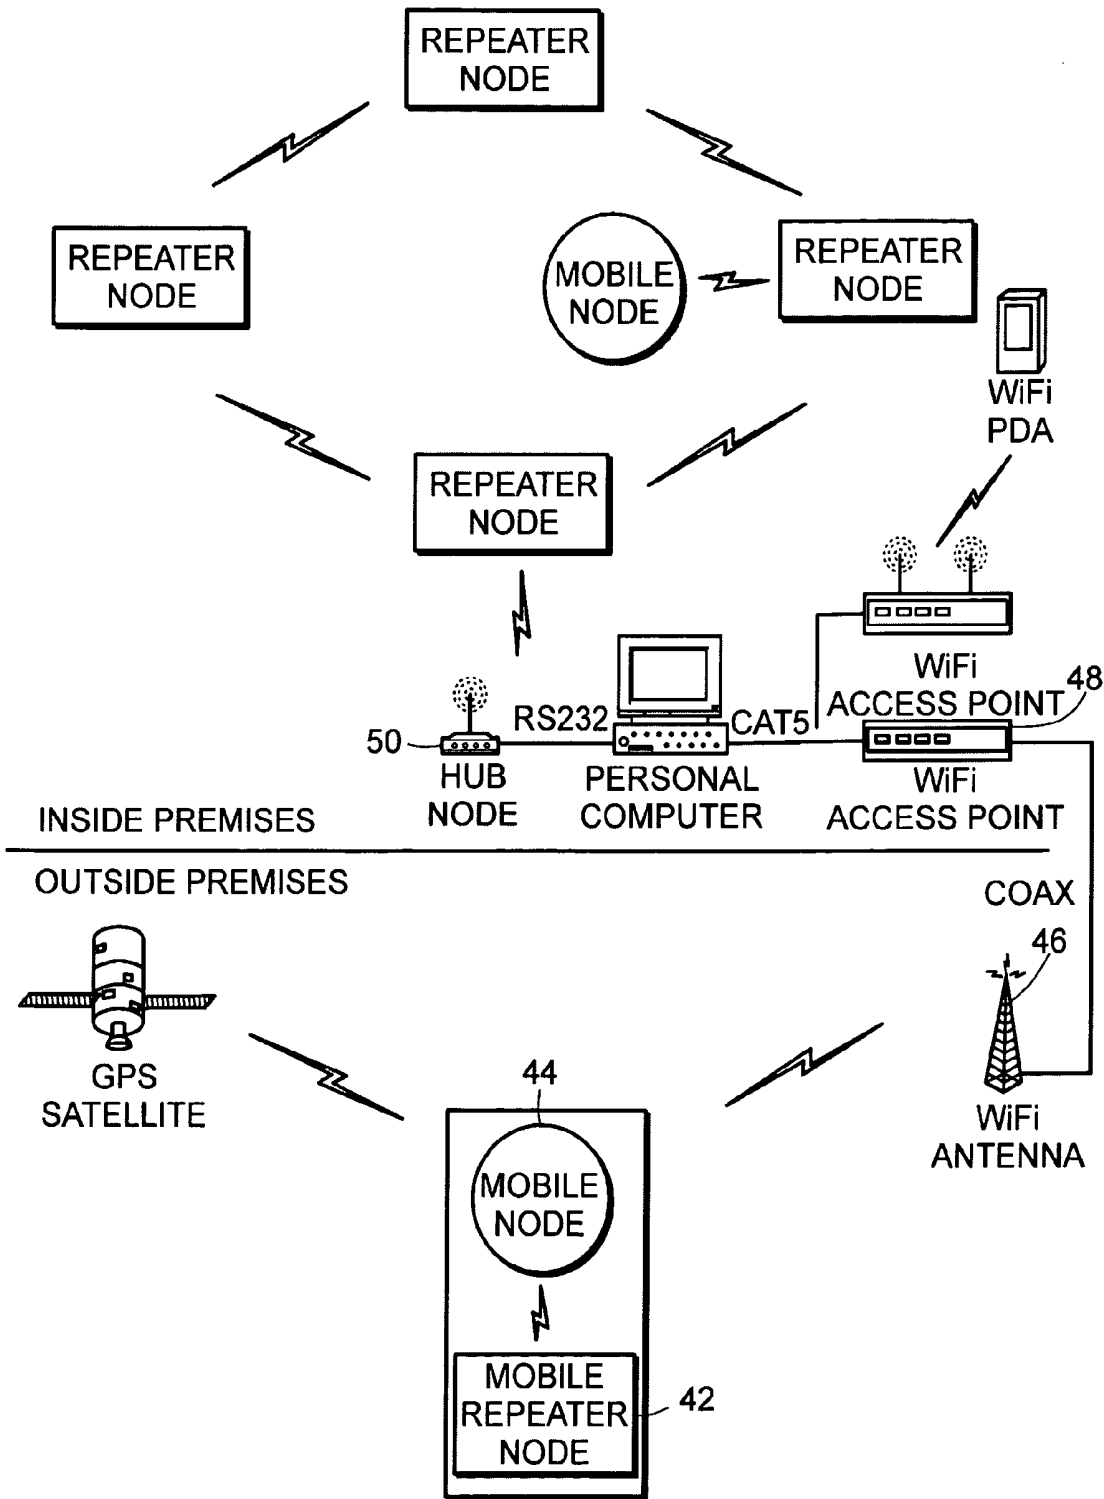 REPEATER
NODE
REPEATER
NODE
MOBILE
NODE
REPEATER
NODE
WiFi
PDA
REPEATER
NODE
WiFi
ACCESS POINT
48
50
RS232
CAT5
HUB
NODE
PERSONAL
COMPUTER
WiFi
ACCESS POINT
INSIDE PREMISES
OUTSIDE PREMISES
COAX
46
GPS
SATELLITE
44
WiFi
ANTENNA
MOBILE
NODE
MOBILE
REPEATER
NODE
42